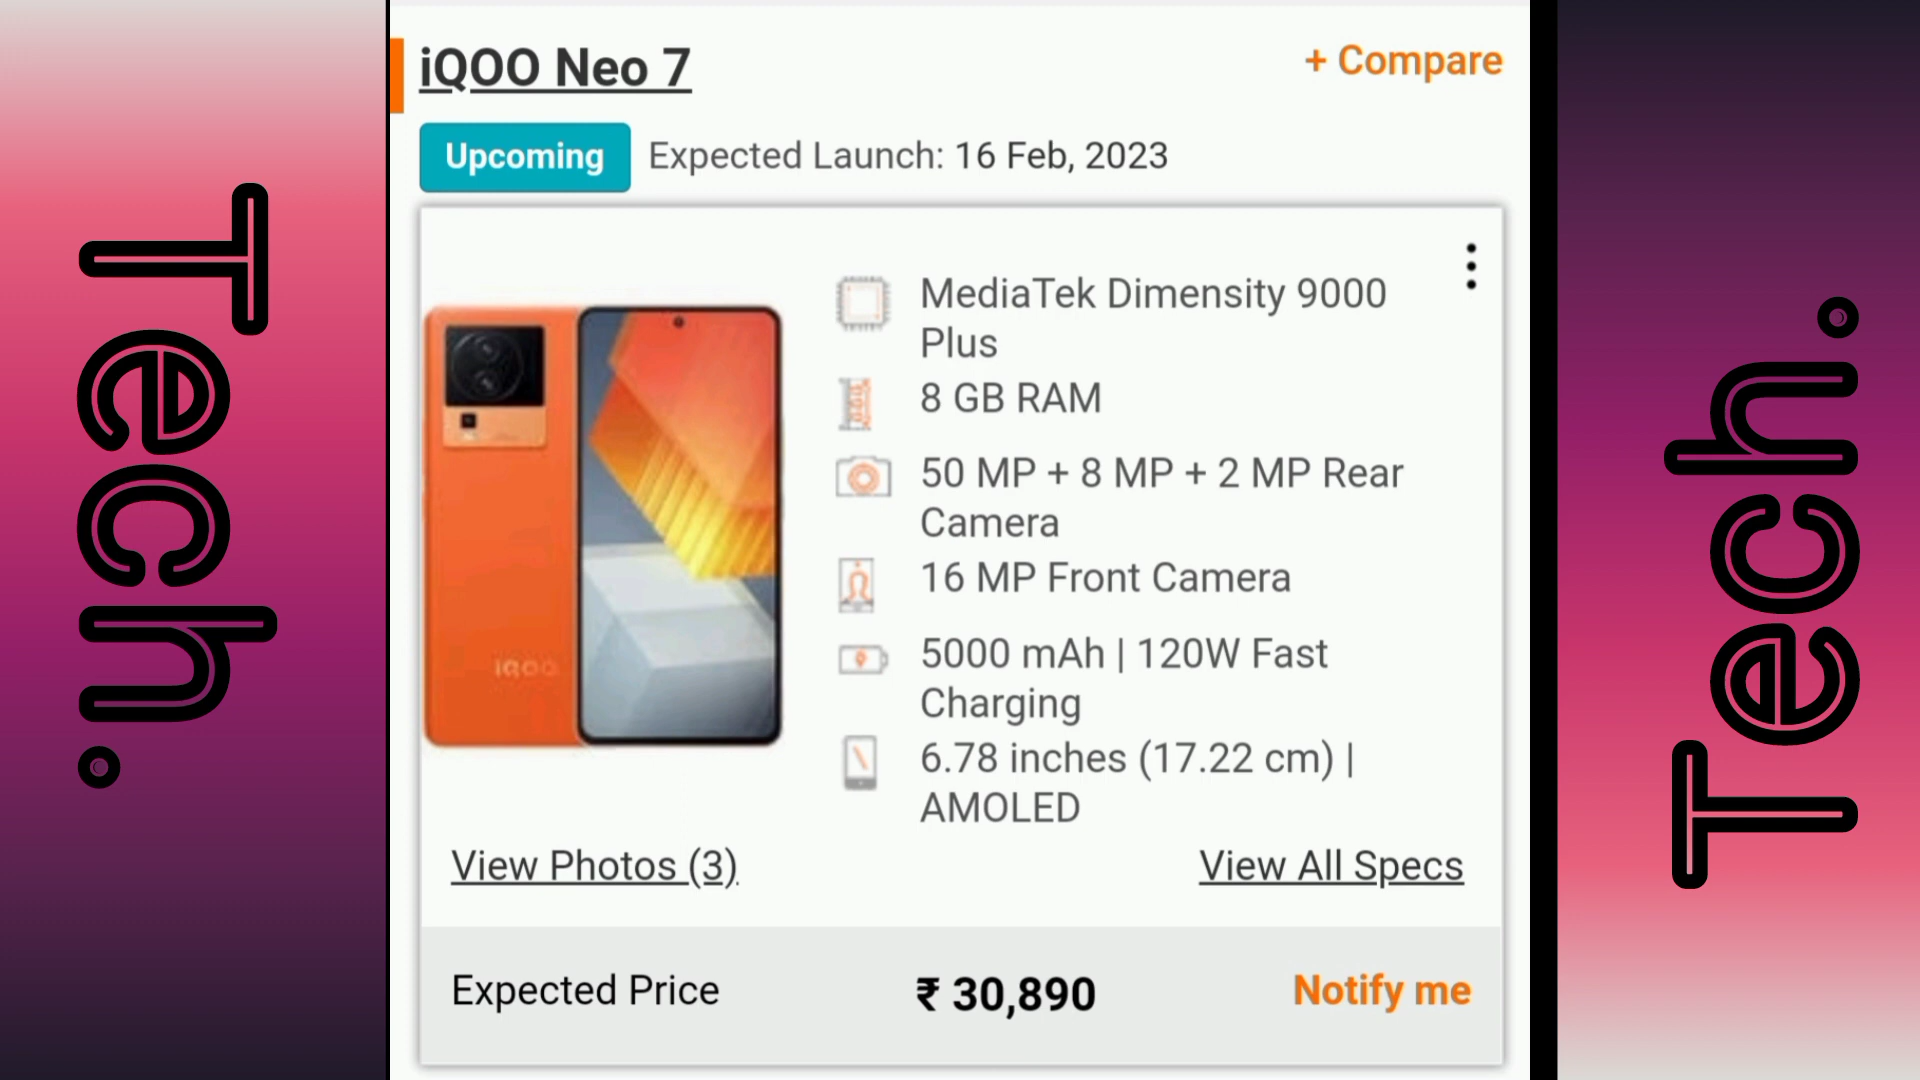 Tech.
iQOO Neo 7
+ Compare
Upcoming
Expected Launch: 16 Feb, 2023
MediaTek Dimensity 9000
Plus
8 GB RAM
50 MP + 8 MP + 2 MP Rear
Camera
16 MP Front Camera
5000 mAh | 120W Fast
Charging
6.78 inches (17.22 cm) |
AMOLED
iQOO
View Photos (3)
View All Specs
Expected Price
₹ 30,890
Notify me
Tech.